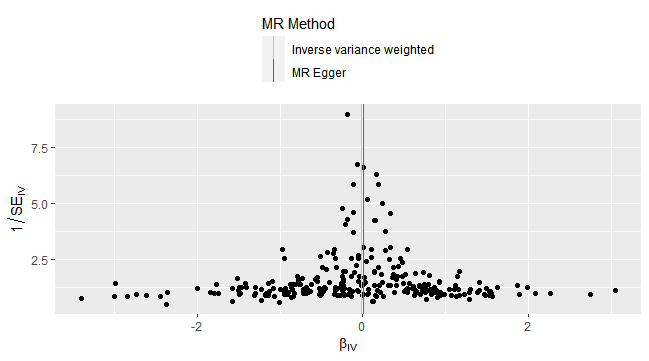 MR Method
Inverse variance weighted
MR Egger
7.5
5.0
2.5
1/SE_IV
-2
0
2
β_IV